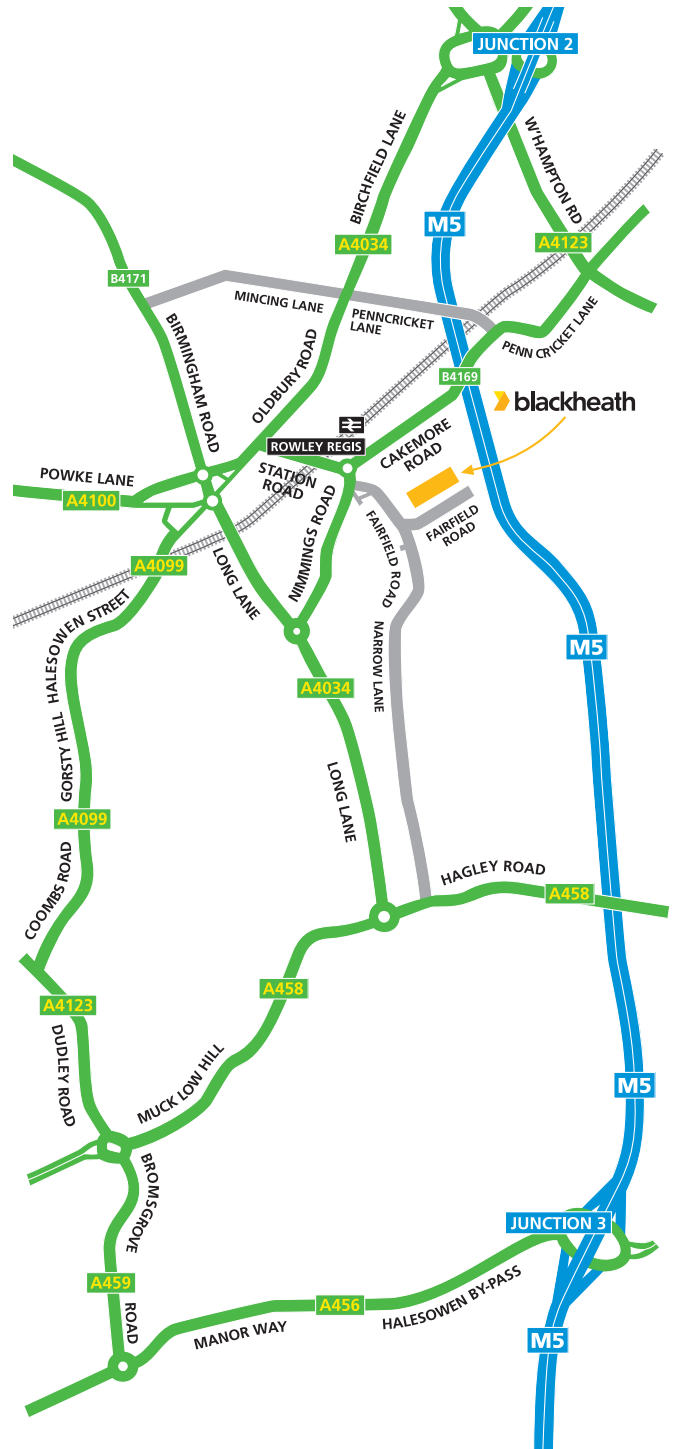 JUNCTION 2
BIRCHFIELD LANE
W'HAMPTON RD
M5
A4034
A4123
B4171
MINCING LANE
PENNCRICKET
LANE
PENN CRICKET LANE
BIRMINGHAM ROAD
OLDBURY ROAD
B4169
blackheath
ROWLEY REGIS
CAKEMORE
ROAD
POWKE LANE
STATION
ROAD
A4100
NIMMINGS ROAD
FAIRFIELD ROAD
FAIRFIELD
ROAD
A4099
LONG LANE
HALESOWEN STREET
NARROW LANE
M5
A4034
GORSTY HILL
LONG LANE
A4099
COOMBS ROAD
HAGLEY ROAD
A458
A458
A4123
DUDLEY ROAD
MUCK LOW HILL
M5
BROMSGROVE
ROAD
JUNCTION 3
A459
A456
HALESOWEN BY-PASS
MANOR WAY
M5